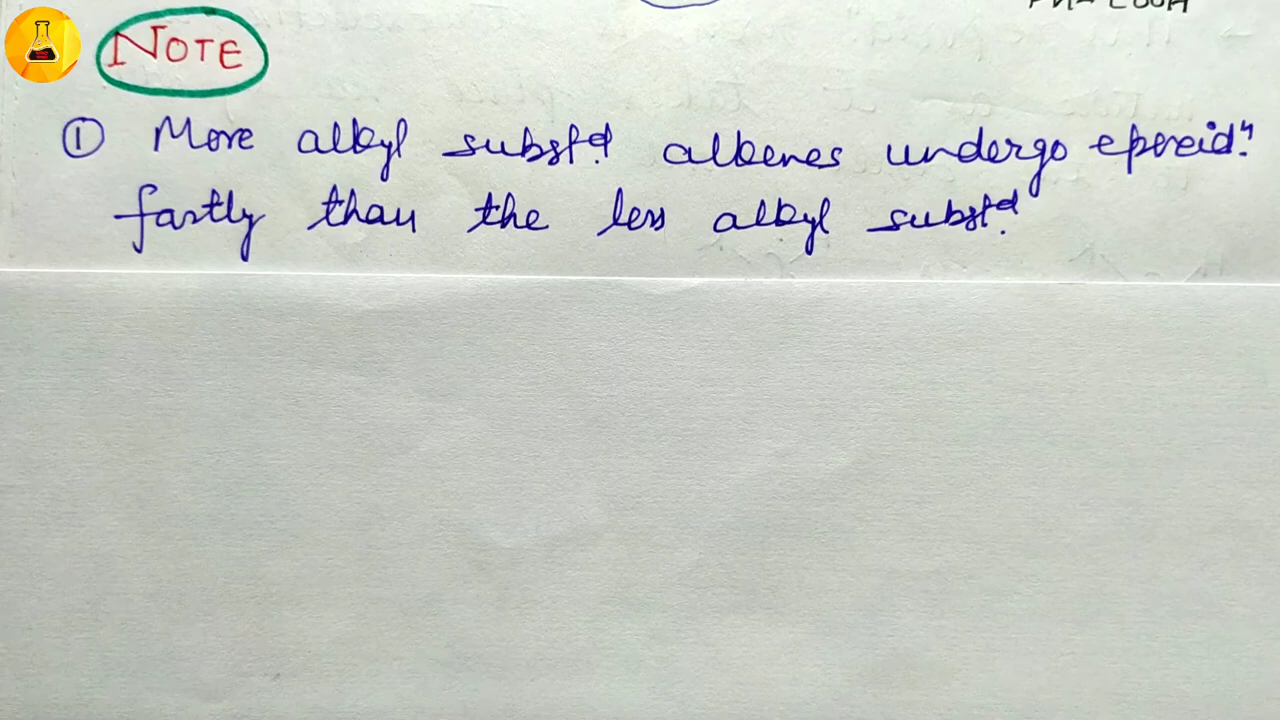 NOTE
① More alkyl substd. alkenes undergo epoxidn.
fastly than the less alkyl substd.